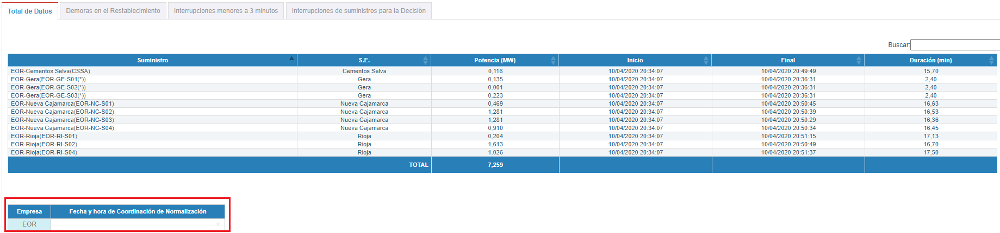 Total de Datos Demoras en el Restablecimiento Interrupciones menores a 3 minutos Interrupciones de suministros para la Decisión
Buscar:
Suministro S.E. Potencia (MW) Inicio Final Duración (min)
EOR-Cementos Selva(CSSA) Cementos Selva 0,116 10/04/2020 20:34:07 10/04/2020 20:49:49 15,70
EOR-Gera(EOR-GE-S01(*)) Gera 0,135 10/04/2020 20:34:07 10/04/2020 20:36:31 2,40
EOR-Gera(EOR-GE-S02(*)) Gera 0,001 10/04/2020 20:34:07 10/04/2020 20:36:31 2,40
EOR-Gera(EOR-GE-S03(*)) Gera 0,223 10/04/2020 20:34:07 10/04/2020 20:36:31 2,40
EOR-Nueva Cajamarca(EOR-NC-S01) Nueva Cajamarca 0,469 10/04/2020 20:34:07 10/04/2020 20:50:45 16,63
EOR-Nueva Cajamarca(EOR-NC-S02) Nueva Cajamarca 1,281 10/04/2020 20:34:07 10/04/2020 20:50:39 16,53
EOR-Nueva Cajamarca(EOR-NC-S03) Nueva Cajamarca 1,281 10/04/2020 20:34:07 10/04/2020 20:50:29 16,36
EOR-Nueva Cajamarca(EOR-NC-S04) Nueva Cajamarca 0,910 10/04/2020 20:34:07 10/04/2020 20:50:34 16,45
EOR-Rioja(EOR-RI-S01) Rioja 0,204 10/04/2020 20:34:07 10/04/2020 20:51:15 17,13
EOR-Rioja(EOR-RI-S02) Rioja 1,613 10/04/2020 20:34:07 10/04/2020 20:50:49 16,70
EOR-Rioja(EOR-RI-S04) Rioja 1,026 10/04/2020 20:34:07 10/04/2020 20:51:37 17,50
TOTAL 7,259
Empresa Fecha y hora de Coordinación de Normalización
EOR